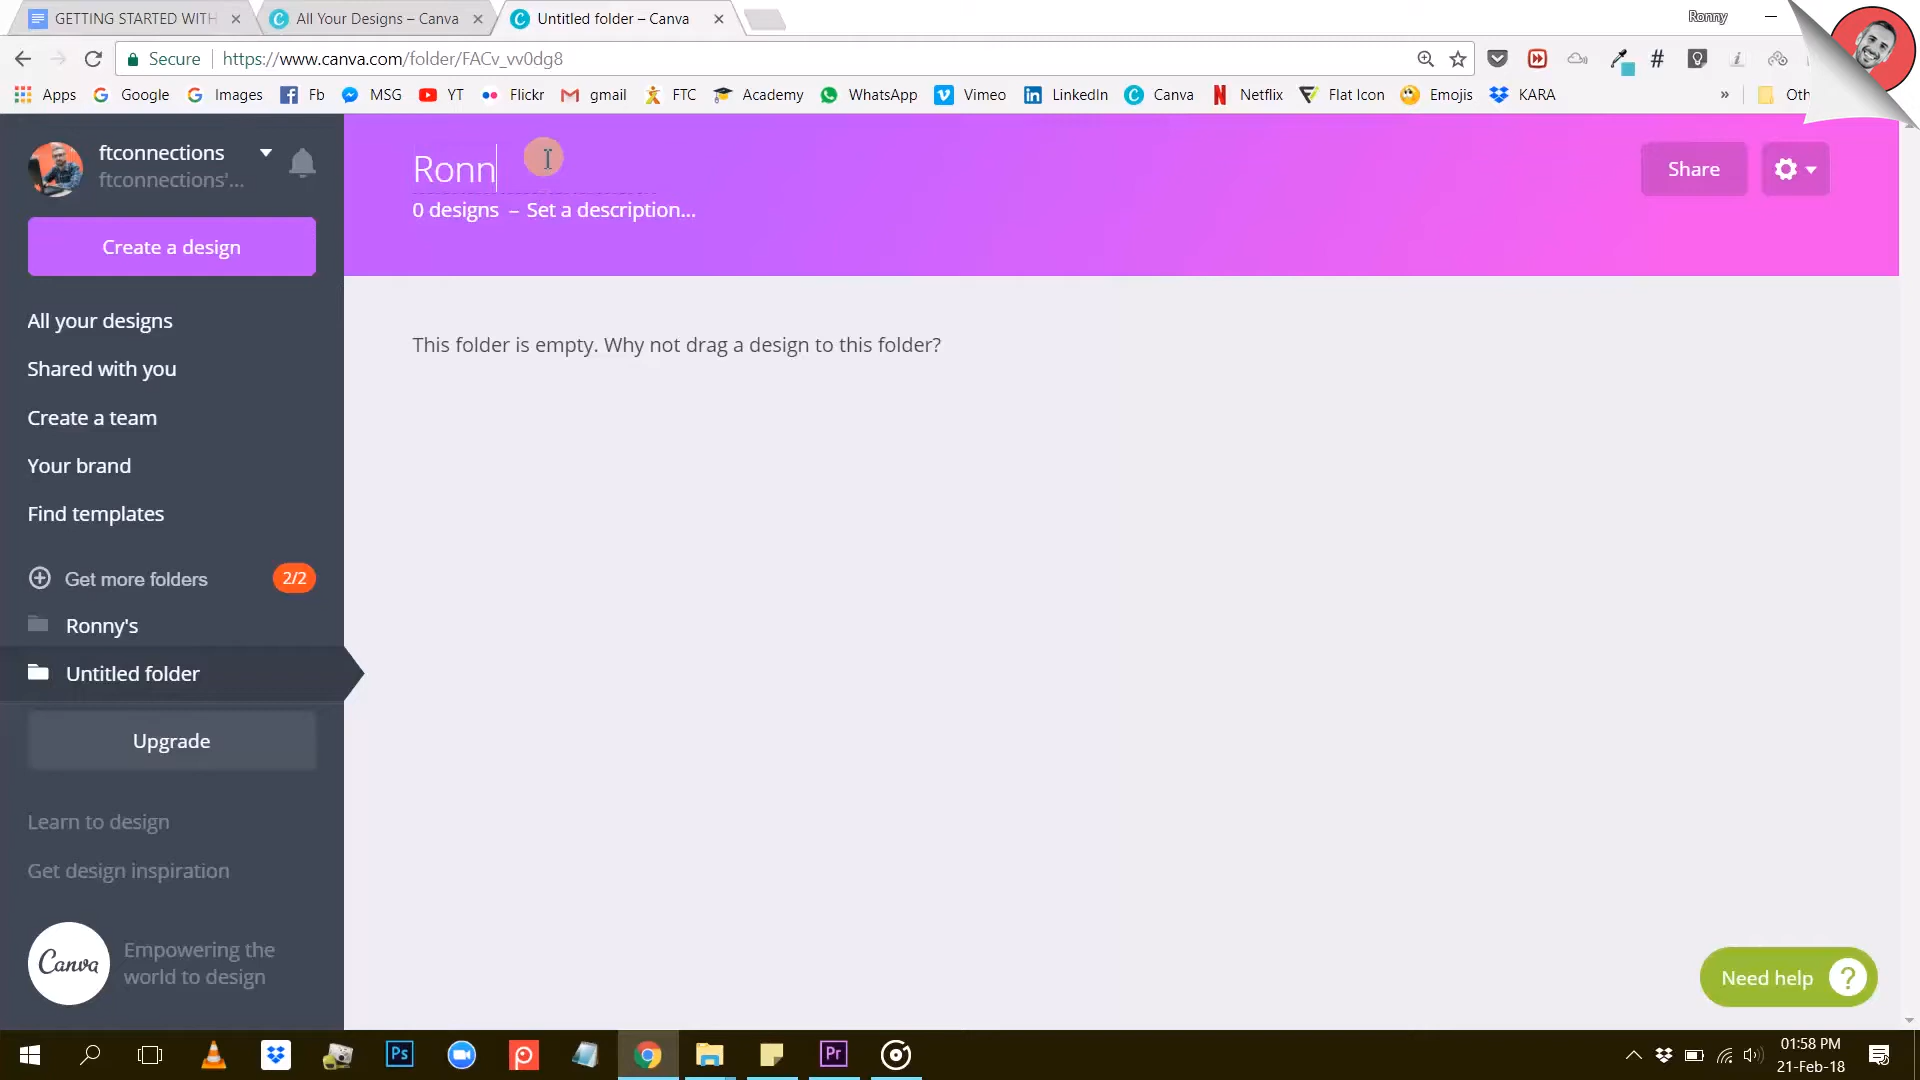 GETTING STARTED WITH
All Your Designs – Canva
Untitled folder – Canva
Ronny
Secure
https://www.canva.com/folder/FACv_vv0dg8
Apps
Google
Images
Fb
MSG
YT
Flickr
gmail
FTC
Academy
WhatsApp
Vimeo
LinkedIn
Canva
Netflix
Flat Icon
Emojis
KARA
»
Oth
ftconnections
ftconnections'...
Create a design
All your designs
Shared with you
Create a team
Your brand
Find templates
Get more folders
2/2
Ronny's
Untitled folder
Upgrade
Learn to design
Get design inspiration
Canva
Empowering the
world to design
Ronn
0 designs – Set a description...
Share
This folder is empty. Why not drag a design to this folder?
Need help ?
Ps
Pr
01:58 PM
21-Feb-18